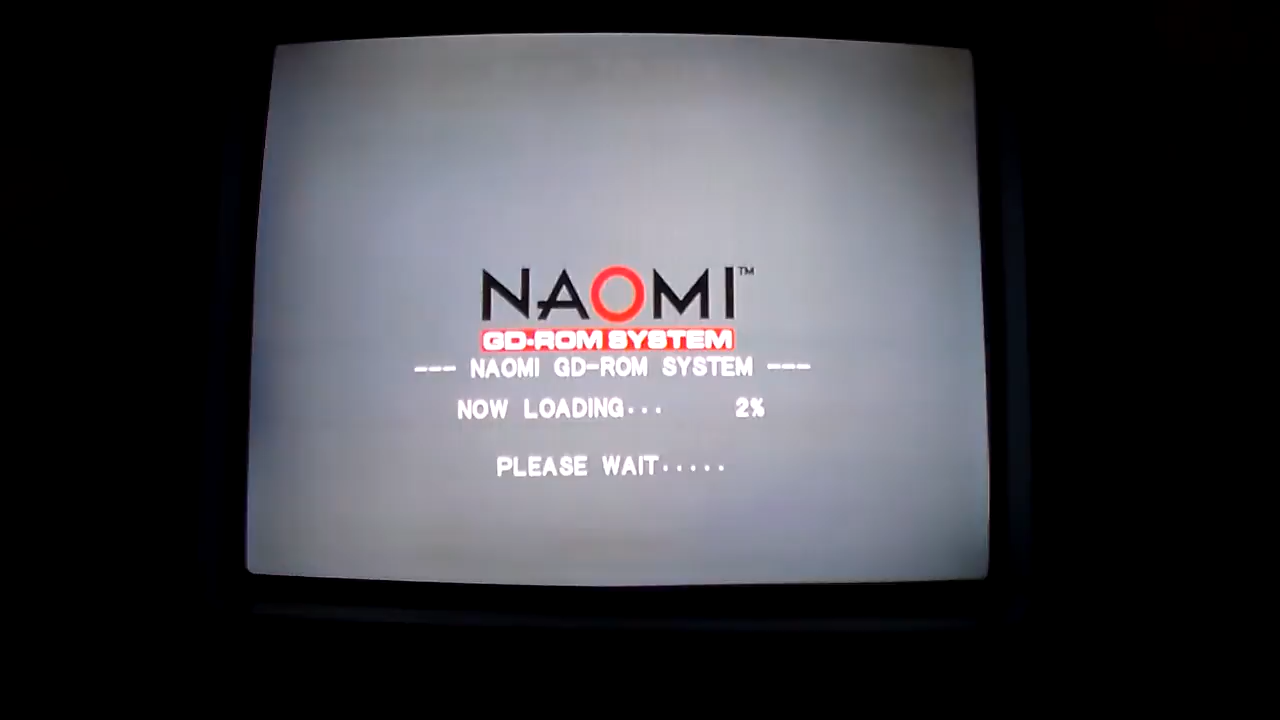 NAOMI™
GD-ROM SYSTEM
--- NAOMI GD-ROM SYSTEM ---
NOW LOADING... 2%
PLEASE WAIT.....